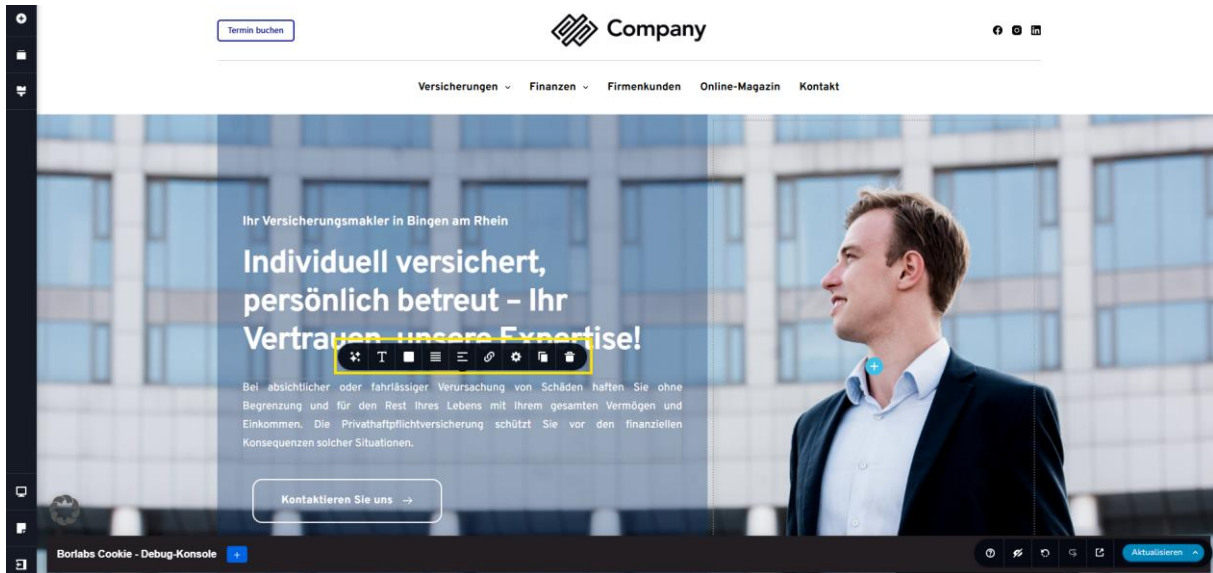 Termin buchen
Company
Versicherungen Finanzen Firmenkunden Online-Magazin Kontakt
Ihr Versicherungsmakler in Bingen am Rhein
Individuell versichert,
persönlich betreut – Ihr
Vertrauen, unsere Expertise!
T
Bei absichtlicher oder fahrlässiger Verursachung von Schäden haften Sie ohne
Begrenzung und für den Rest Ihres Lebens mit Ihrem gesamten Vermögen und
Einkommen. Die Privathaftpflichtversicherung schützt Sie vor den finanziellen
Konsequenzen solcher Situationen.
Kontaktieren Sie uns →
Borlabs Cookie - Debug-Konsole +
Aktualisieren